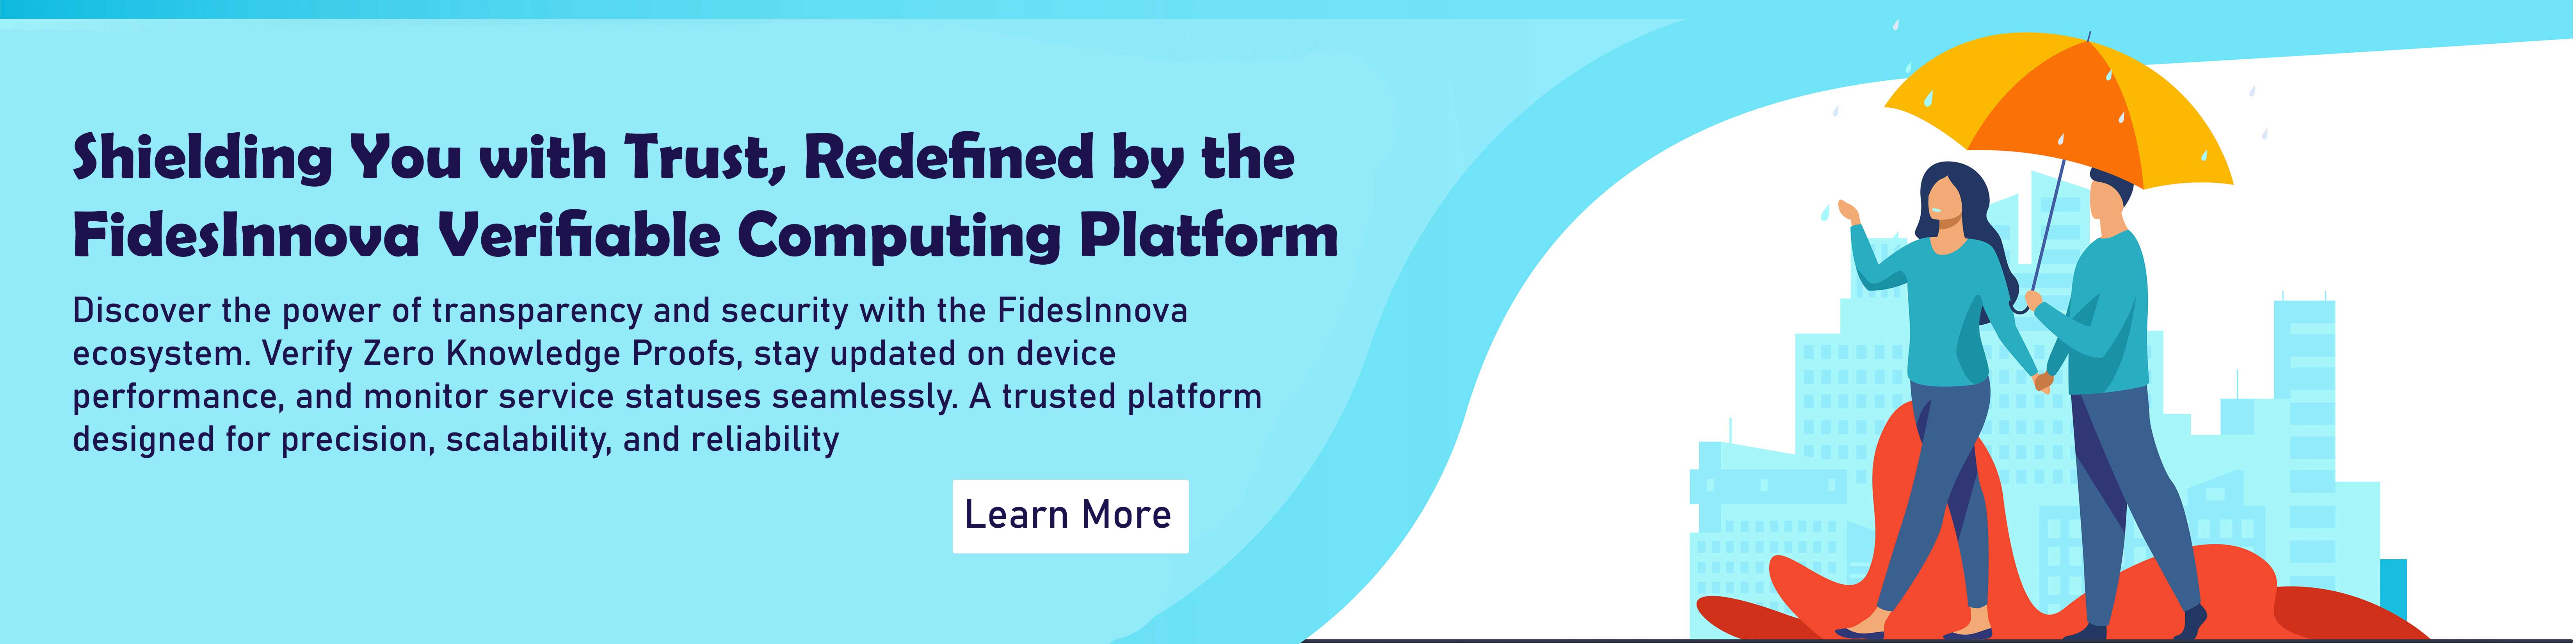 Shielding You with Trust, Redefined by the
FidesInnova Verifiable Computing Platform
Discover the power of transparency and security with the FidesInnova
ecosystem. Verify Zero Knowledge Proofs, stay updated on device
performance, and monitor service statuses seamlessly. A trusted platform
designed for precision, scalability, and reliability
Learn More